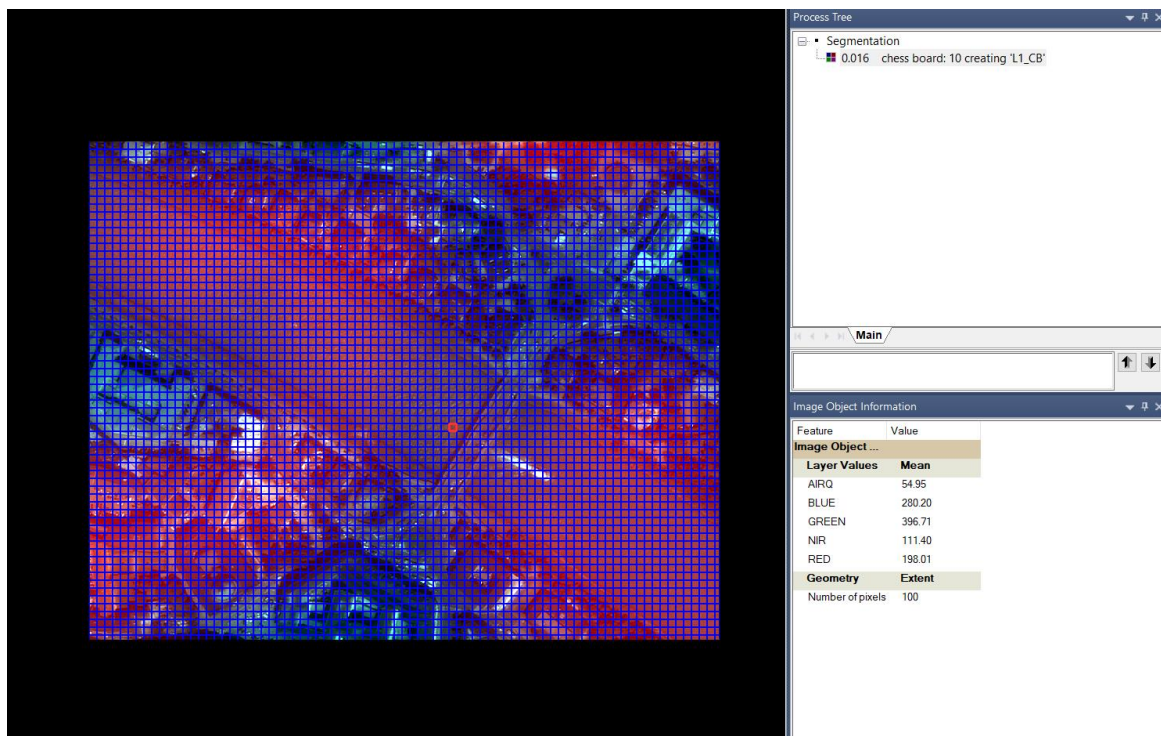 Process Tree
Segmentation
0.016 chess board: 10 creating 'L1_CB'
Main
Image Object Information
Feature Value
Image Object ...
Layer Values Mean
AIRQ 54.95
BLUE 280.20
GREEN 396.71
NIR 111.40
RED 198.01
Geometry Extent
Number of pixels 100